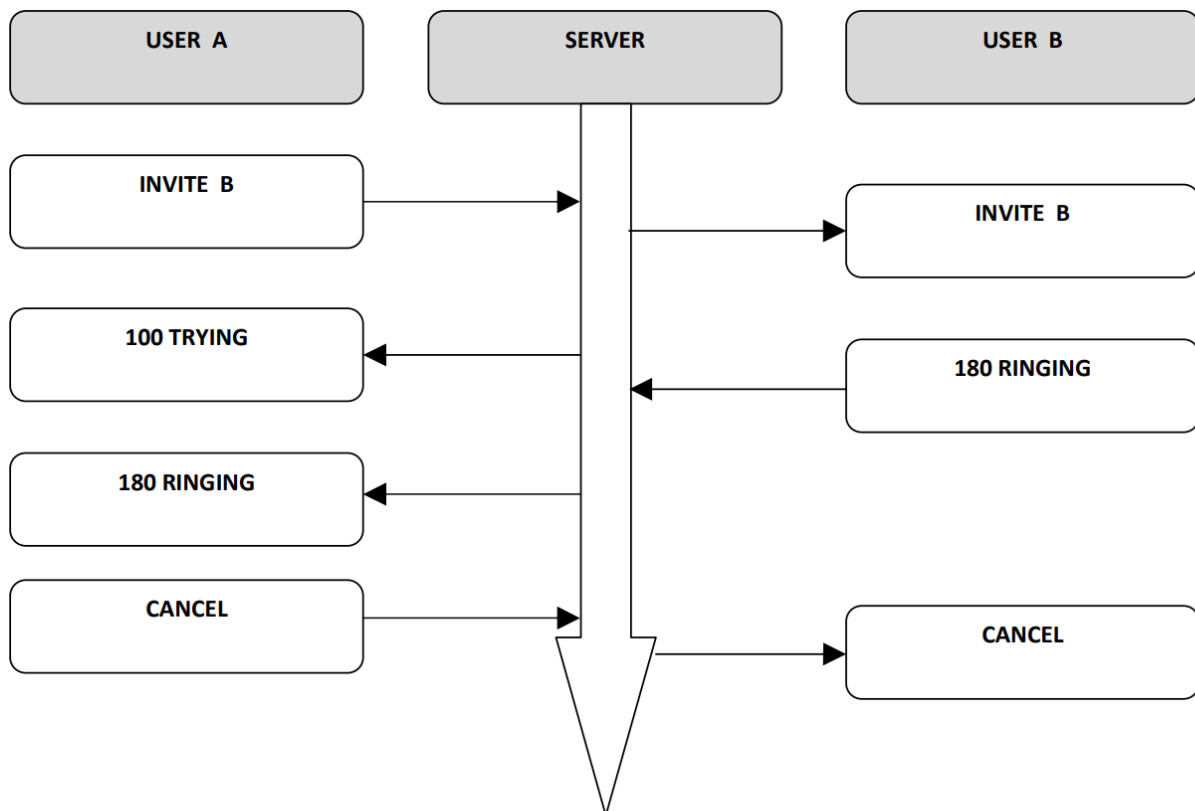 USER A
SERVER
USER B
INVITE B
INVITE B
100 TRYING
180 RINGING
180 RINGING
CANCEL
CANCEL